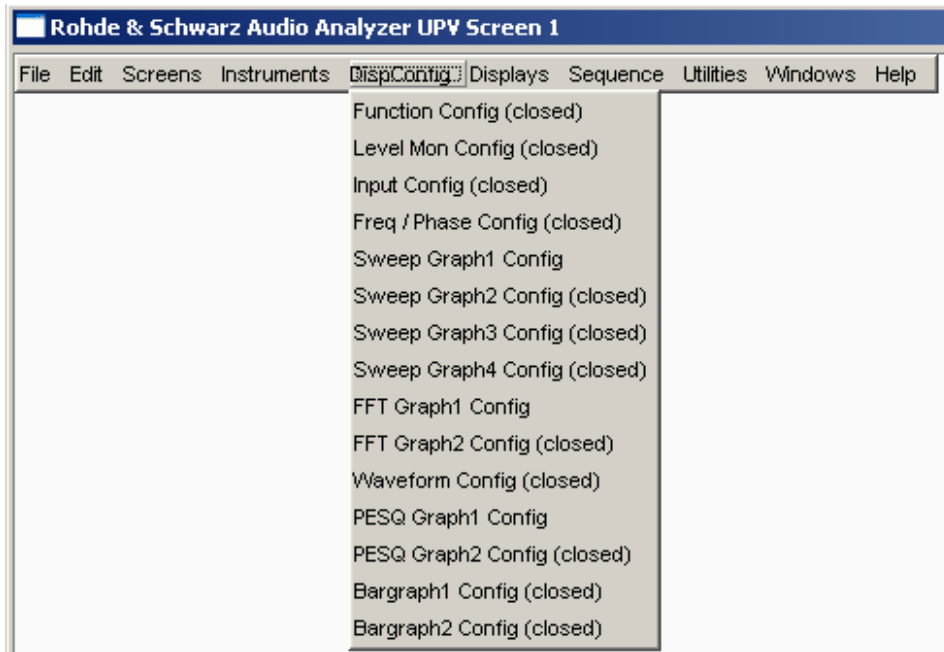 Rohde & Schwarz Audio Analyzer UPV Screen 1
File Edit Screens Instruments DispConfig.. Displays Sequence Utilities Windows Help
Function Config (closed)
Level Mon Config (closed)
Input Config (closed)
Freq / Phase Config (closed)
Sweep Graph1 Config
Sweep Graph2 Config (closed)
Sweep Graph3 Config (closed)
Sweep Graph4 Config (closed)
FFT Graph1 Config
FFT Graph2 Config (closed)
Waveform Config (closed)
PESQ Graph1 Config
PESQ Graph2 Config (closed)
Bargraph1 Config (closed)
Bargraph2 Config (closed)